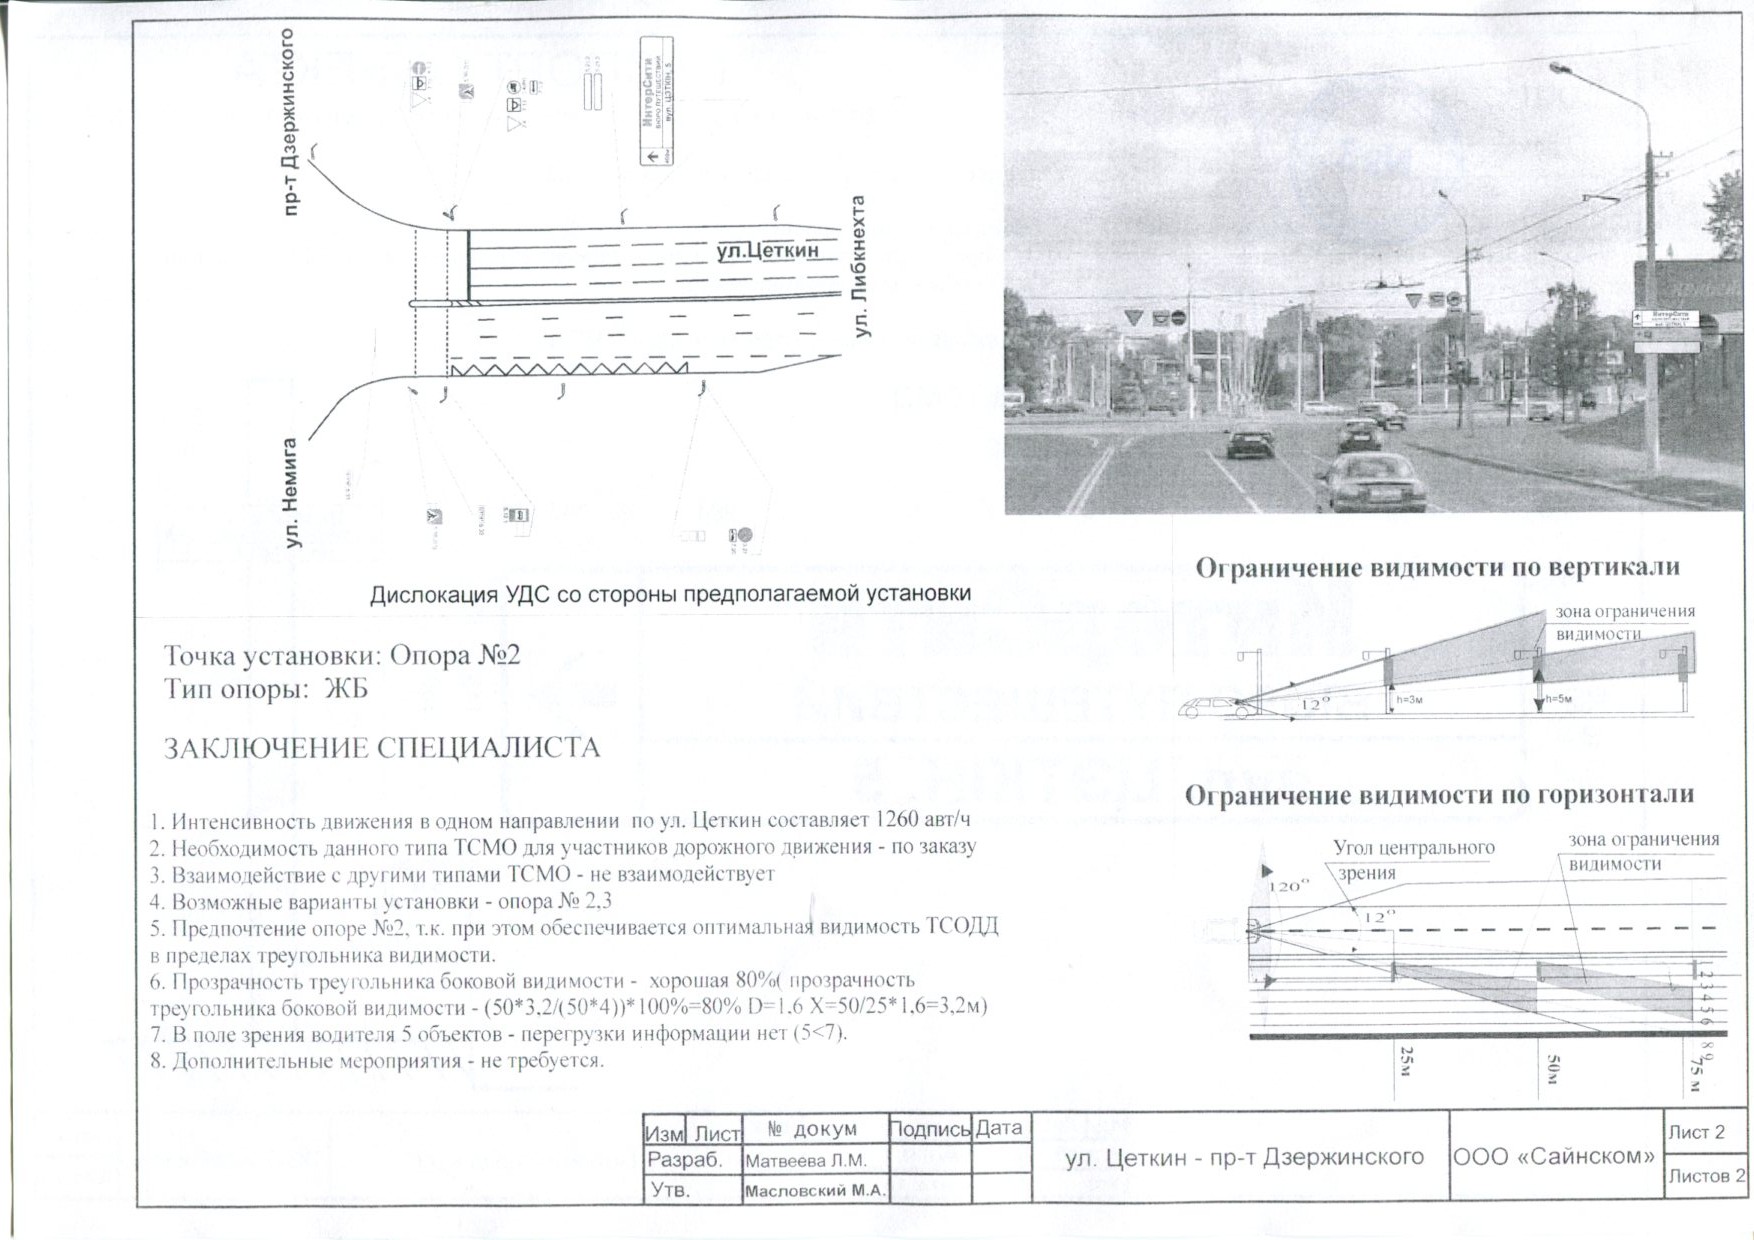 пр-т Дзержинского
ИнтерСити
БЮРО ПУТЕШЕСТВИЙ
вул. ЦЭТКІН, 5
ул.Цеткин
ул. Либкнехта
ул. Немига
Дислокация УДС со стороны предполагаемой установки
ИнтерСити
Точка установки: Опора №2
Тип опоры: ЖБ
ЗАКЛЮЧЕНИЕ СПЕЦИАЛИСТА
1. Интенсивность движения в одном направлении по ул. Цеткин составляет 1260 авт/ч
2. Необходимость данного типа ТСМО для участников дорожного движения - по заказу
3. Взаимодействие с другими типами ТСМО - не взаимодействует
4. Возможные варианты установки - опора № 2,3
5. Предпочтение опоре №2, т.к. при этом обеспечивается оптимальная видимость ТСОДД
в пределах треугольника видимости.
6. Прозрачность треугольника боковой видимости - хорошая 80%( прозрачность
треугольника боковой видимости - (50*3,2/(50*4))*100%=80% D=1.6 X=50/25*1,6=3,2м)
7. В поле зрения водителя 5 объектов - перегрузки информации нет (5<7).
8. Дополнительные мероприятия - не требуется.
Ограничение видимости по вертикали
зона ограничения
видимости
12°
h=3м
h=5м
Ограничение видимости по горизонтали
Угол центрального
зрения
зона ограничения
видимости
120°
12°
1 2 3 4 5 6
8 9
25м
50м
75 м
Изм Лист № докум Подпись Дата
Разраб. Матвеева Л.М.
Утв. Масловский М.А.
ул. Цеткин - пр-т Дзержинского
ООО «Сайнском»
Лист 2
Листов 2